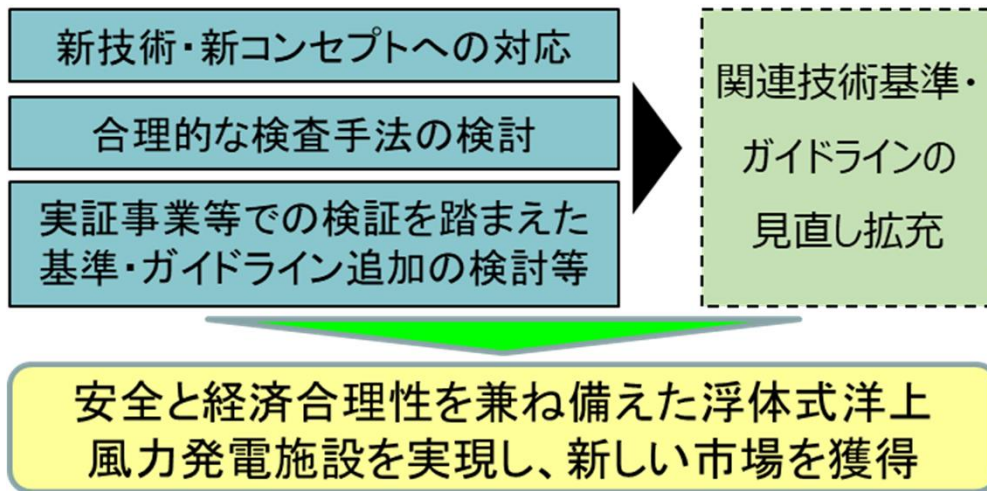 新技術・新コンセプトへの対応
合理的な検査手法の検討
実証事業等での検証を踏まえた
基準・ガイドライン追加の検討等
関連技術基準・
ガイドラインの
見直し拡充
安全と経済合理性を兼ね備えた浮体式洋上
風力発電施設を実現し、新しい市場を獲得